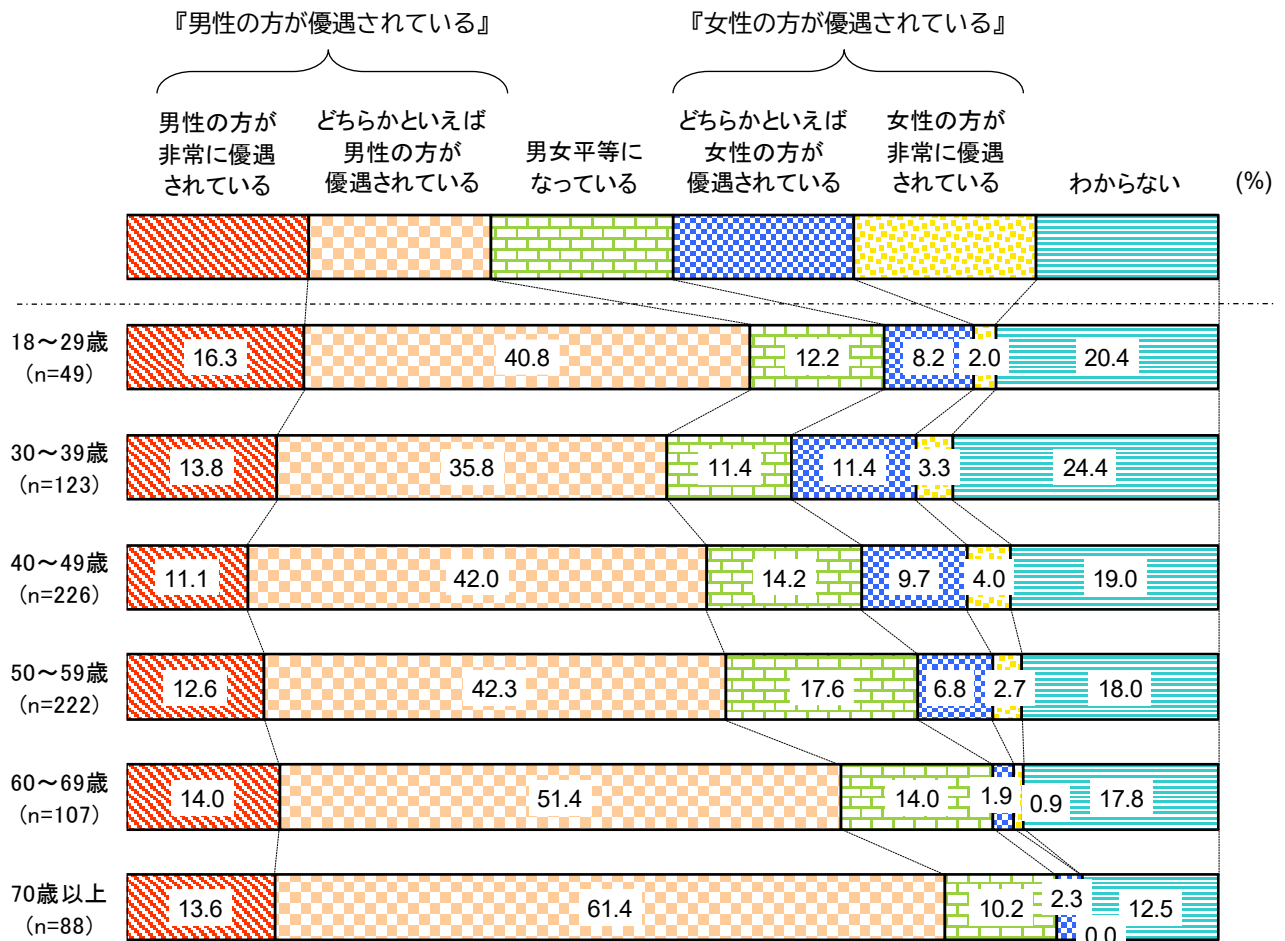 『男性の方が優遇されている』 『女性の方が優遇されている』
男性の方が
非常に優遇
されている
どちらかといえば
男性の方が
優遇されている
男女平等に
なっている
どちらかといえば
女性の方が
優遇されている
女性の方が
非常に優遇
されている
わからない
(%)
18～29歳
(n=49)
16.3 40.8 12.2 8.2 2.0 20.4
30～39歳
(n=123)
13.8 35.8 11.4 11.4 3.3 24.4
40～49歳
(n=226)
11.1 42.0 14.2 9.7 4.0 19.0
50～59歳
(n=222)
12.6 42.3 17.6 6.8 2.7 18.0
60～69歳
(n=107)
14.0 51.4 14.0 1.9 0.9 17.8
70歳以上
(n=88)
13.6 61.4 10.2 2.3 0.0 12.5